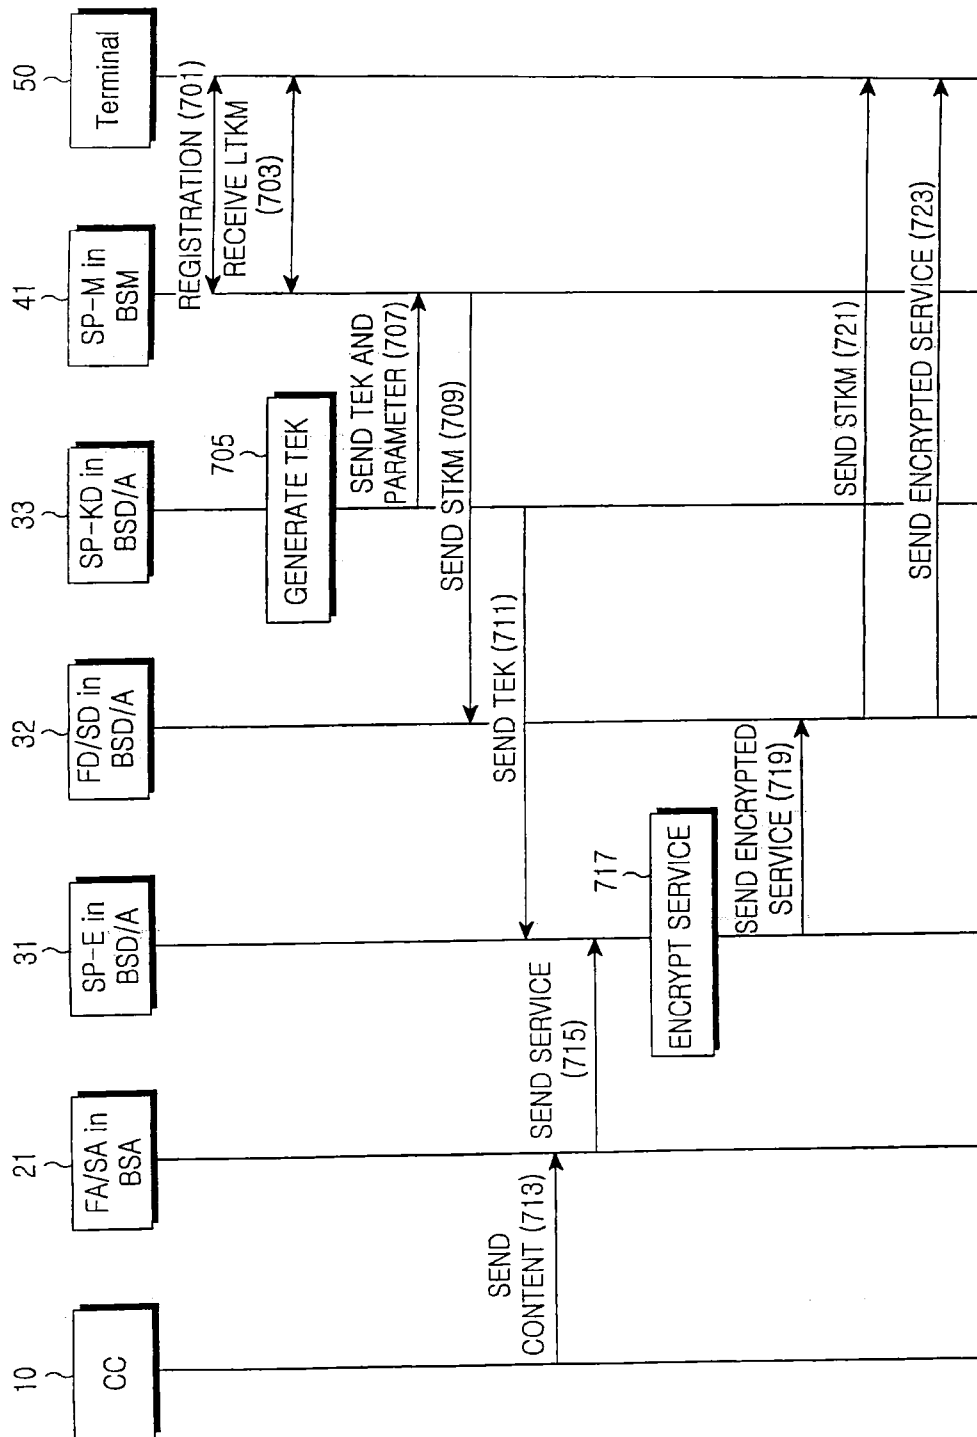 10
CC
21
FA/SA in
BSA
31
SP-E in
BSD/A
32
FD/SD in
BSD/A
33
SP-KD in
BSD/A
41
SP-M in
BSM
50
Terminal
REGISTRATION (701)
RECEIVE LTKM
(703)
705
GENERATE TEK
SEND TEK AND
PARAMETER (707)
SEND STKM (709)
SEND TEK (711)
SEND
CONTENT (713)
SEND SERVICE
(715)
717
ENCRYPT SERVICE
SEND ENCRYPTED
SERVICE (719)
SEND STKM (721)
SEND ENCRYPTED SERVICE (723)